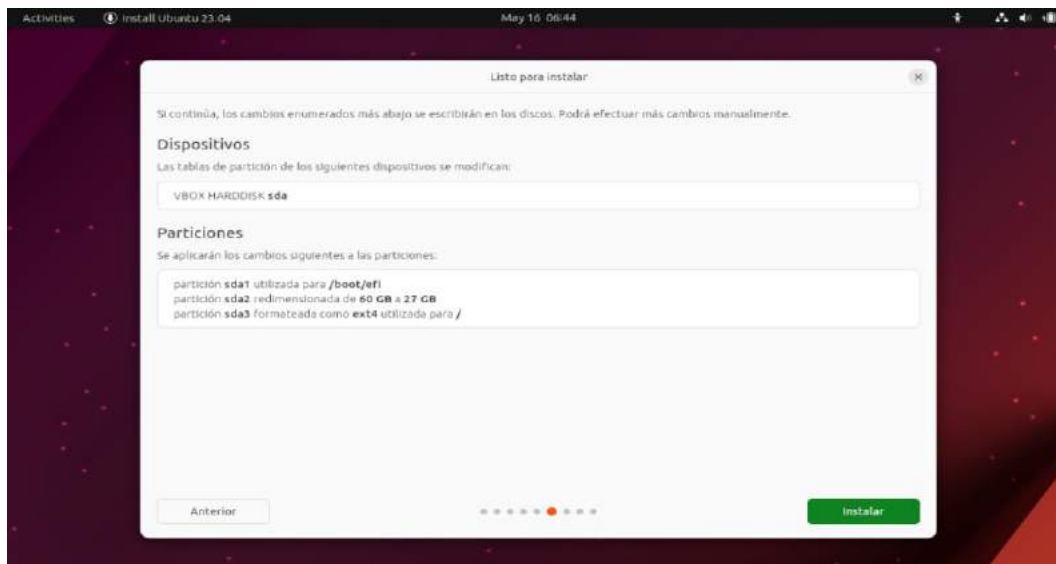 Activities Install Ubuntu 23.04 May 16 06:44
Listo para instalar
Si continúa, los cambios enumerados más abajo se escribirán en los discos. Podrá efectuar más cambios manualmente.
Dispositivos
Las tablas de partición de los siguientes dispositivos se modifican:
VBOX HARDDISK sda
Particiones
Se aplicarán los cambios siguientes a las particiones:
partición sda1 utilizada para /boot/efi
partición sda2 redimensionada de 60 GB a 27 GB
partición sda3 formateada como ext4 utilizada para /
Anterior Instalar